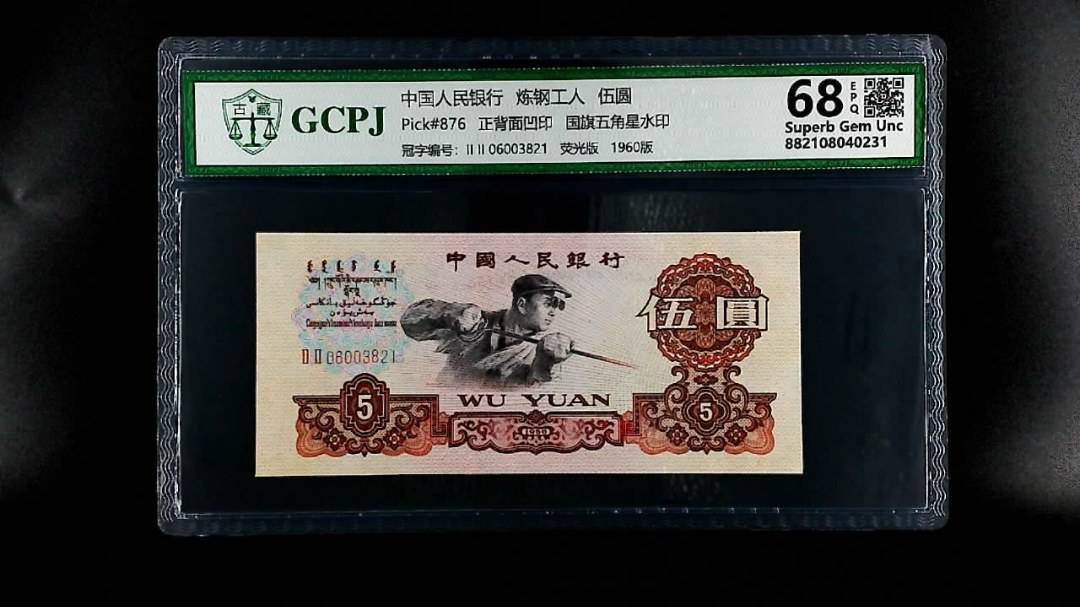 古 藏
GCPJ
中国人民银行 炼钢工人 伍圆
Pick#876 正背面凹印 国旗五角星水印
冠字编号：II II 06003821 荧光版 1960版
68 EPQ
Superb Gem Unc
882108040231
中國人民銀行
伍圓
II II 06003821
WU YUAN
5
1960
5